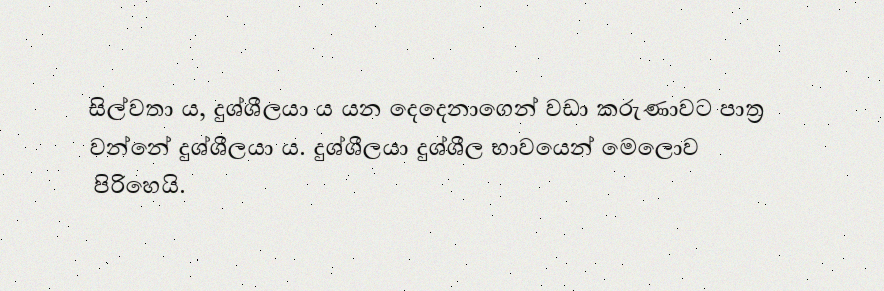 සිල්වතා ය, දුශ්ශීලයා ය යන දෙදෙනාගෙන් වඩා කරුණාවට පාත්‍ර
වන්නේ දුශ්ශීලයා ය. දුශ්ශීලයා දුශ්ශීල භාවයෙන් මෙලොව
පිරිහෙයි.